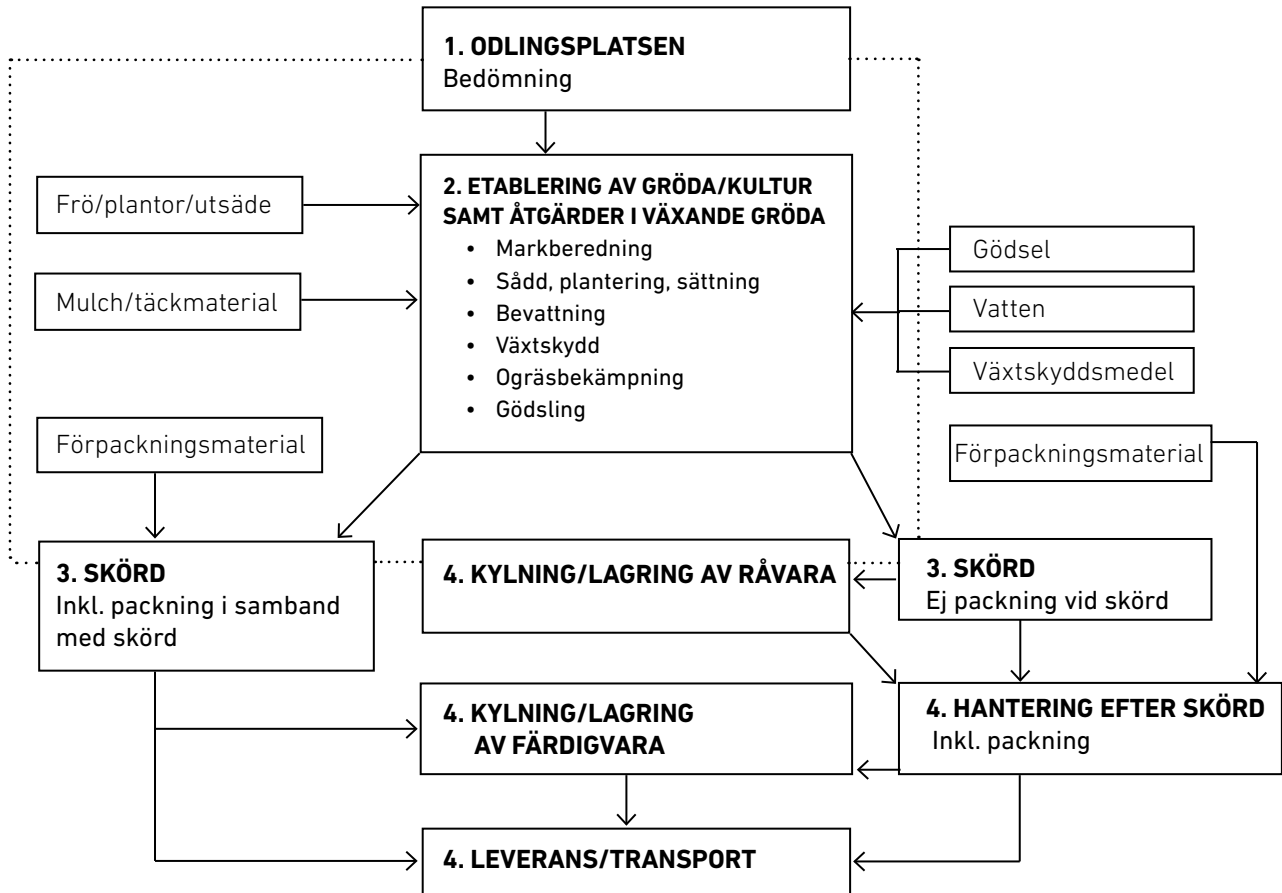 1. ODLINGSPLATSEN
Bedömning
Frö/plantor/utsäde
Mulch/täckmaterial
2. ETABLERING AV GRÖDA/KULTUR
SAMT ÅTGÄRDER I VÄXANDE GRÖDA
• Markberedning
• Sådd, plantering, sättning
• Bevattning
• Växtskydd
• Ogräsbekämpning
• Gödsling
Gödsel
Vatten
Växtskyddsmedel
Förpackningsmaterial
Förpackningsmaterial
3. SKÖRD
Inkl. packning i samband
med skörd
4. KYLNING/LAGRING AV RÅVARA
3. SKÖRD
Ej packning vid skörd
4. KYLNING/LAGRING
AV FÄRDIGVARA
4. HANTERING EFTER SKÖRD
Inkl. packning
4. LEVERANS/TRANSPORT